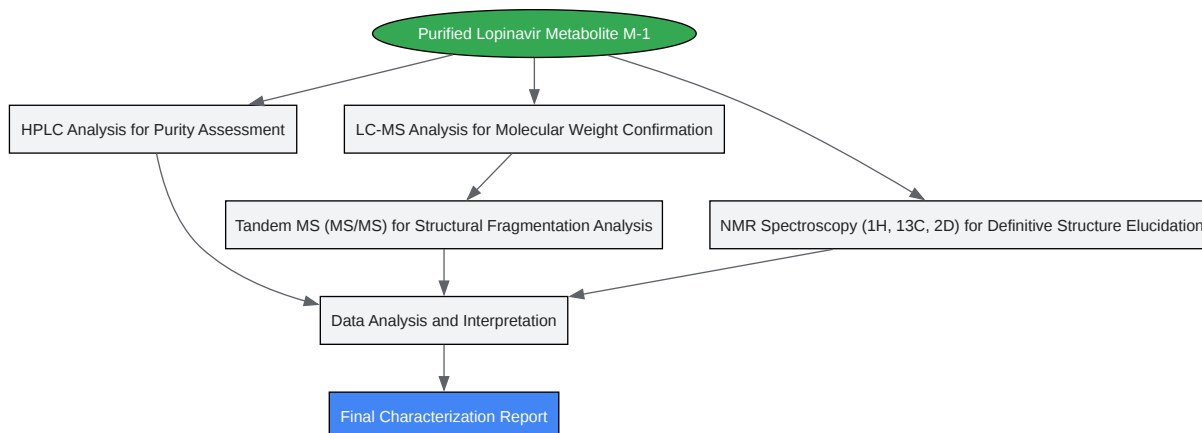 Purified Lopinavir Metabolite M-1
HPLC Analysis for Purity Assessment
LC-MS Analysis for Molecular Weight Confirmation
Tandem MS (MS/MS) for Structural Fragmentation Analysis
NMR Spectroscopy (1H, 13C, 2D) for Definitive Structure Elucidation
Data Analysis and Interpretation
Final Characterization Report